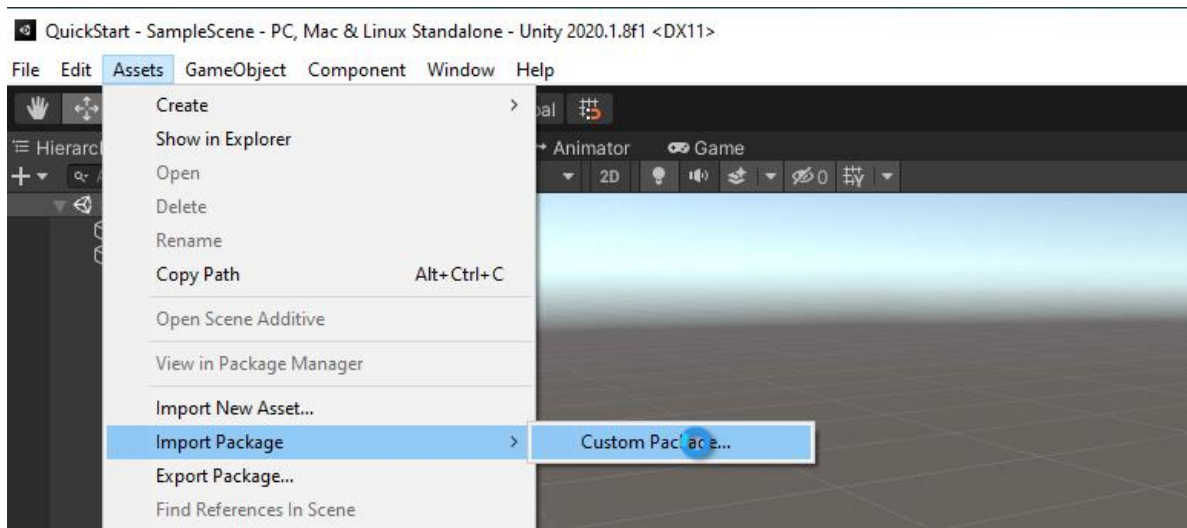 QuickStart - SampleScene - PC, Mac & Linux Standalone - Unity 2020.1.8f1 <DX11>
File Edit Assets GameObject Component Window Help
Create
Show in Explorer
Animator Game
Open
2D 0
Delete
Rename
Copy Path Alt+Ctrl+C
Open Scene Additive
View in Package Manager
Import New Asset...
Import Package Custom Package...
Export Package...
Find References In Scene